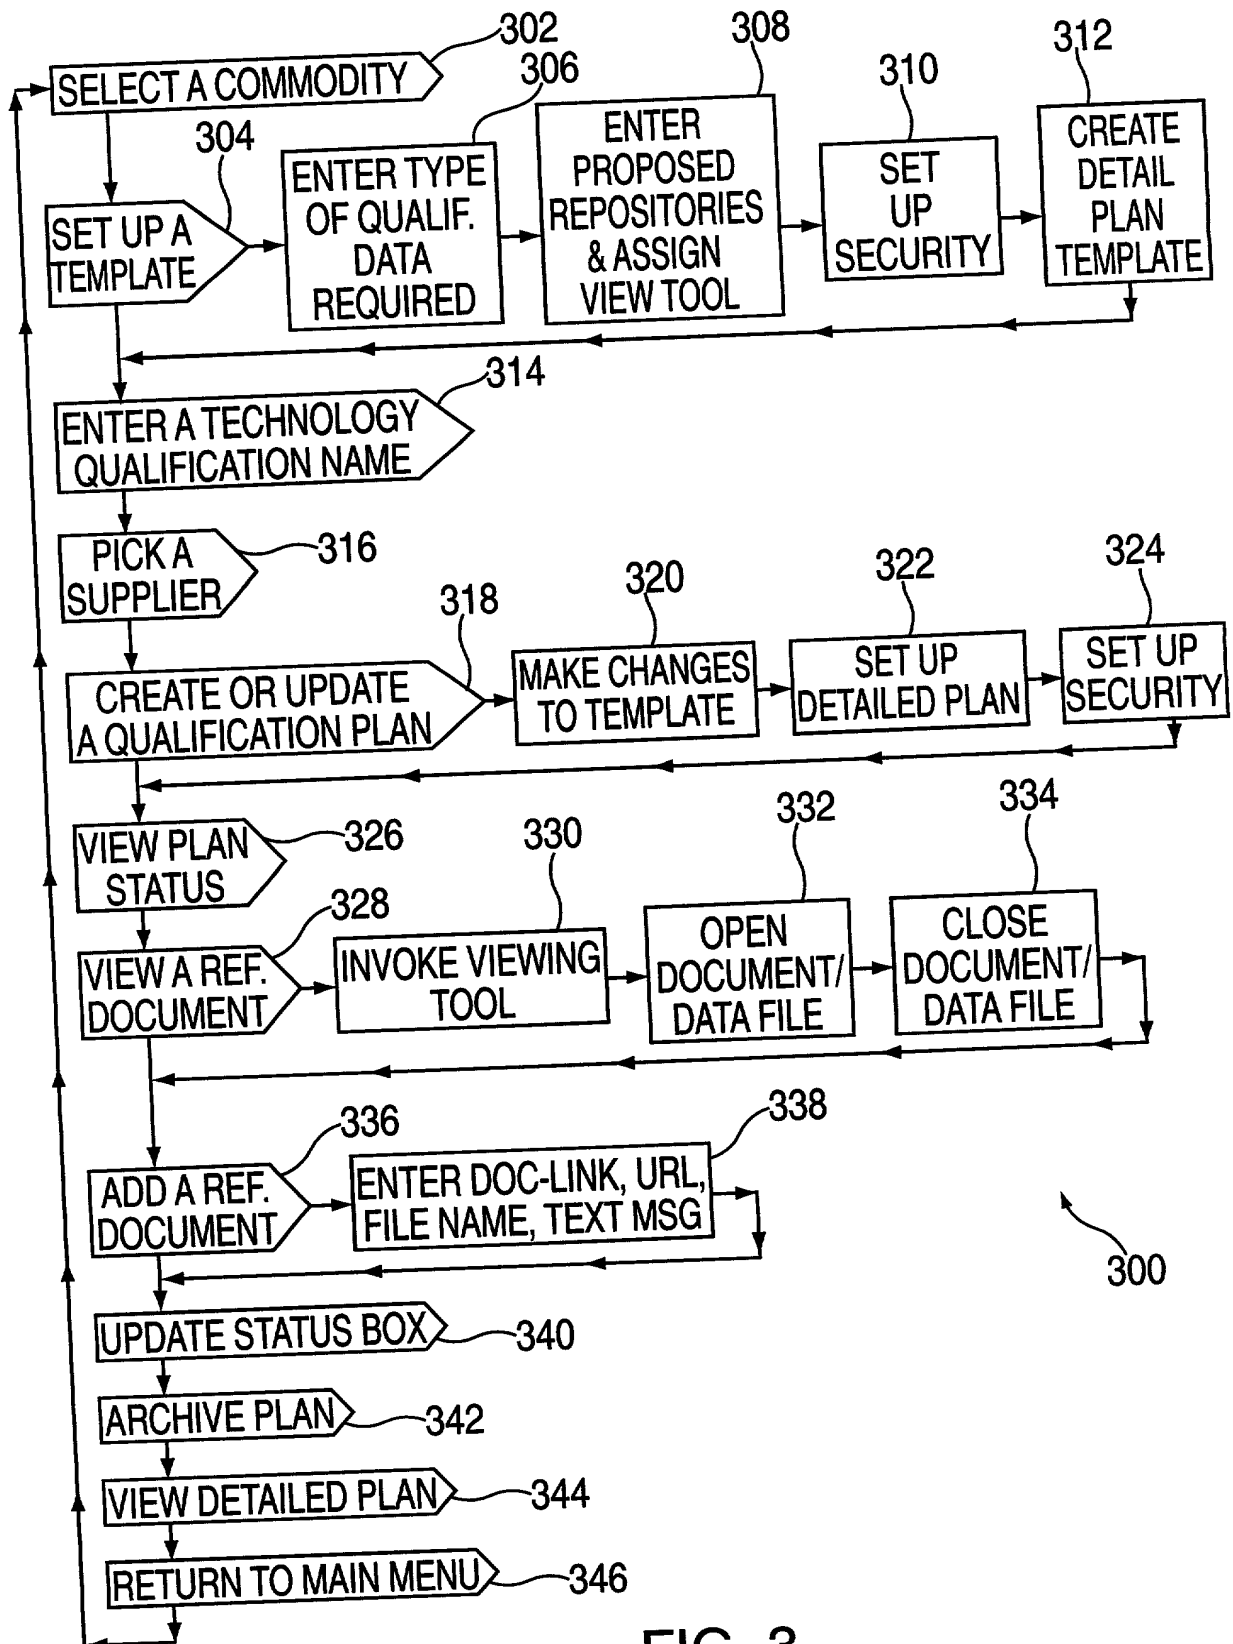 302
SELECT A COMMODITY
304
SET UP A
TEMPLATE
306
ENTER TYPE
OF QUALIF.
DATA
REQUIRED
308
ENTER
PROPOSED
REPOSITORIES
& ASSIGN
VIEW TOOL
310
SET
UP
SECURITY
312
CREATE
DETAIL
PLAN
TEMPLATE
314
ENTER A TECHNOLOGY
QUALIFICATION NAME
316
PICK A
SUPPLIER
318
CREATE OR UPDATE
A QUALIFICATION PLAN
320
MAKE CHANGES
TO TEMPLATE
322
SET UP
DETAILED PLAN
324
SET UP
SECURITY
326
VIEW PLAN
STATUS
328
VIEW A REF.
DOCUMENT
330
INVOKE VIEWING
TOOL
332
OPEN
DOCUMENT/
DATA FILE
334
CLOSE
DOCUMENT/
DATA FILE
336
ADD A REF.
DOCUMENT
338
ENTER DOC-LINK, URL,
FILE NAME, TEXT MSG
300
UPDATE STATUS BOX
340
ARCHIVE PLAN
342
VIEW DETAILED PLAN
344
RETURN TO MAIN MENU
346
FIG. 3